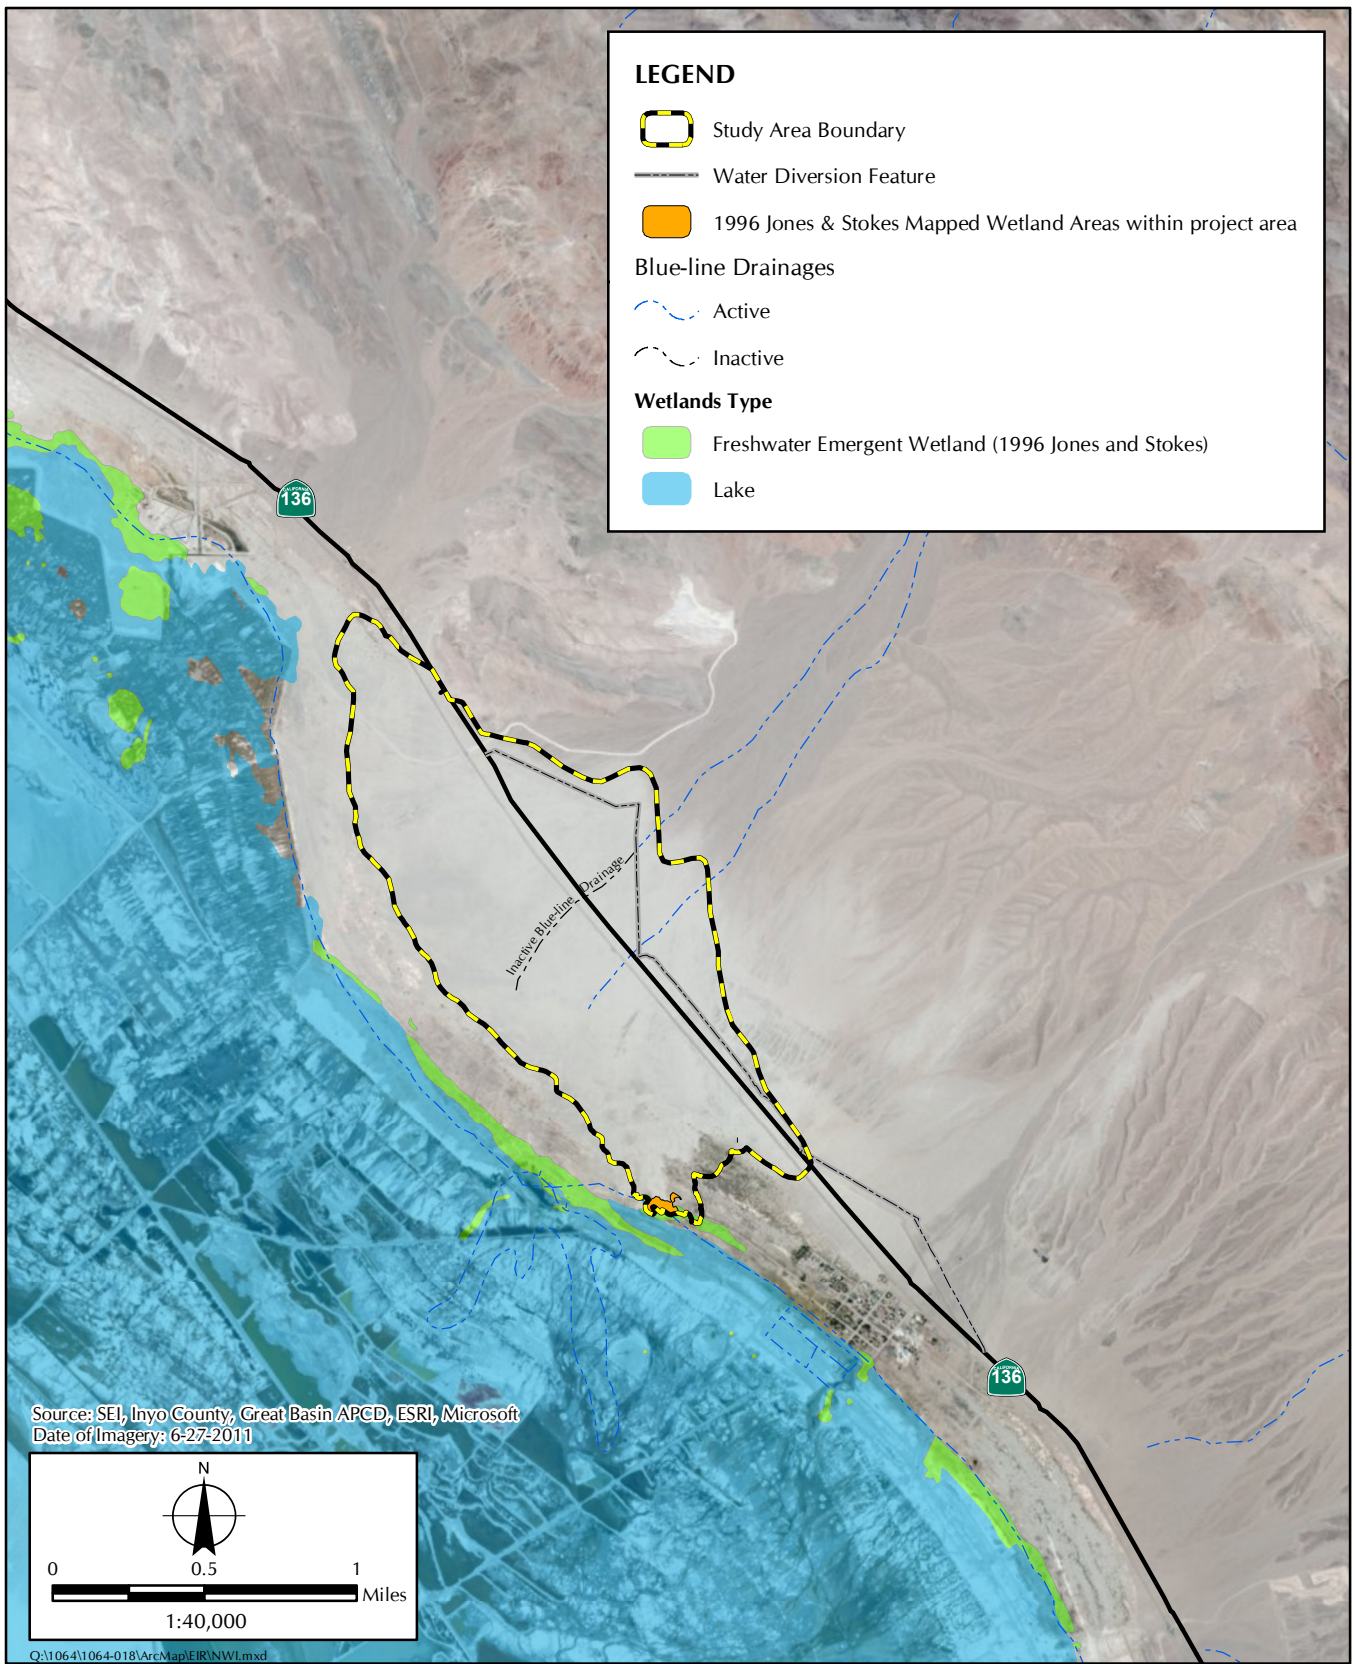 LEGEND
Study Area Boundary
Water Diversion Feature
1996 Jones & Stokes Mapped Wetland Areas within project area
Blue-line Drainages
Active
Inactive
Wetlands Type
Freshwater Emergent Wetland (1996 Jones and Stokes)
Lake
CALIFORNIA
136
Inactive Blue-line Drainage
CALIFORNIA
136
Source: SEI, Inyo County, Great Basin APCD, ESRI, Microsoft
Date of Imagery: 6-27-2011
N
0 0.5 1
Miles
1:40,000
Q:\1064\1064-018\ArcMap\EIR\NWI.mxd